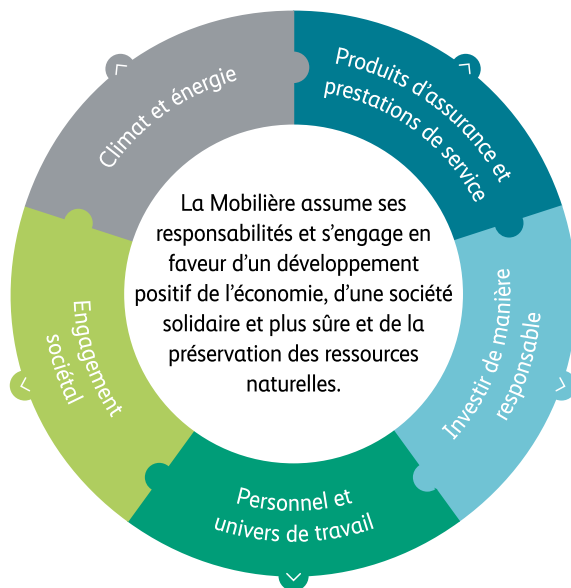 Climat et énergie
Produits d'assurance et
prestations de service
La Mobilière assume ses
responsabilités et s'engage en
faveur d'un développement
positif de l'économie, d'une société
solidaire et plus sûre et de la
préservation des ressources
naturelles.
Engagement
sociétal
Investir de manière
responsable
Personnel et
univers de travail